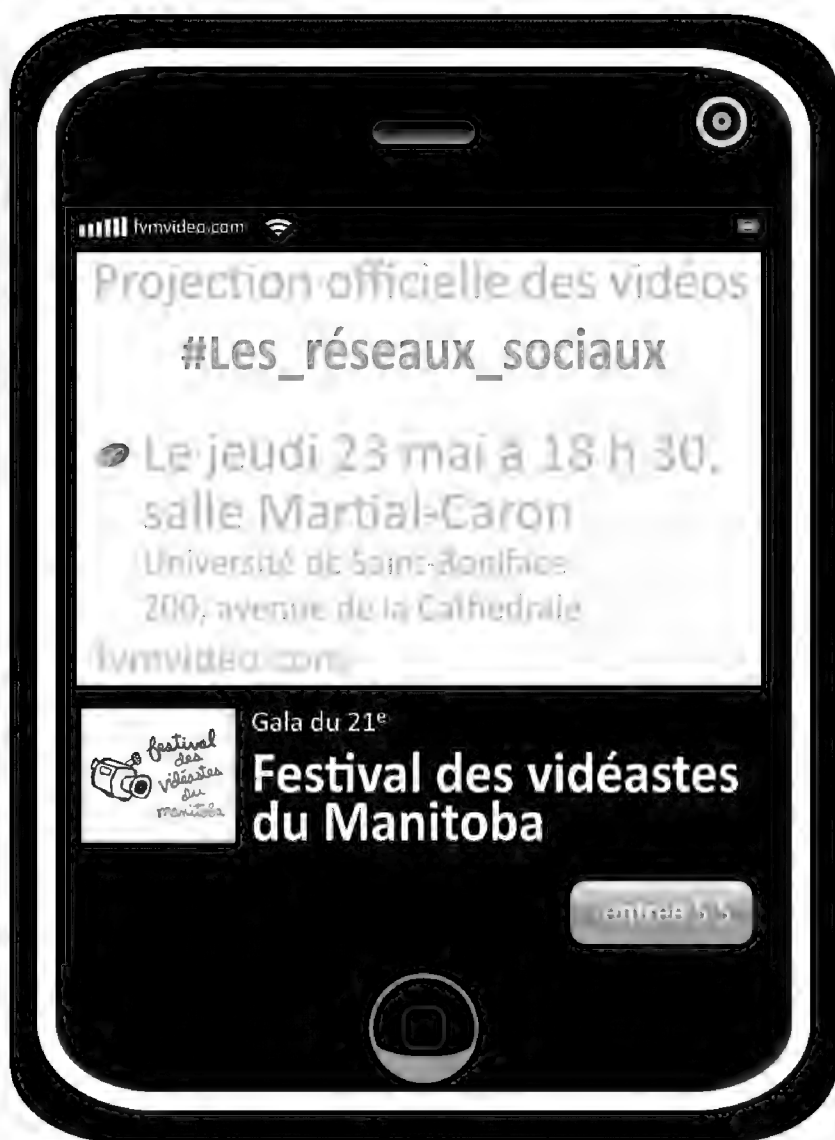 fvmvideo.com
Projection officielle des vidéos
#Les_réseaux_sociaux
Le jeudi 23 mai à 18 h 30,
salle Martial-Caron
Université de Saint-Boniface
200, avenue de la Cathédrale
fvmvideo.com
festival
des
vidéastes
du
manitoba
Gala du 21e
Festival des vidéastes
du Manitoba